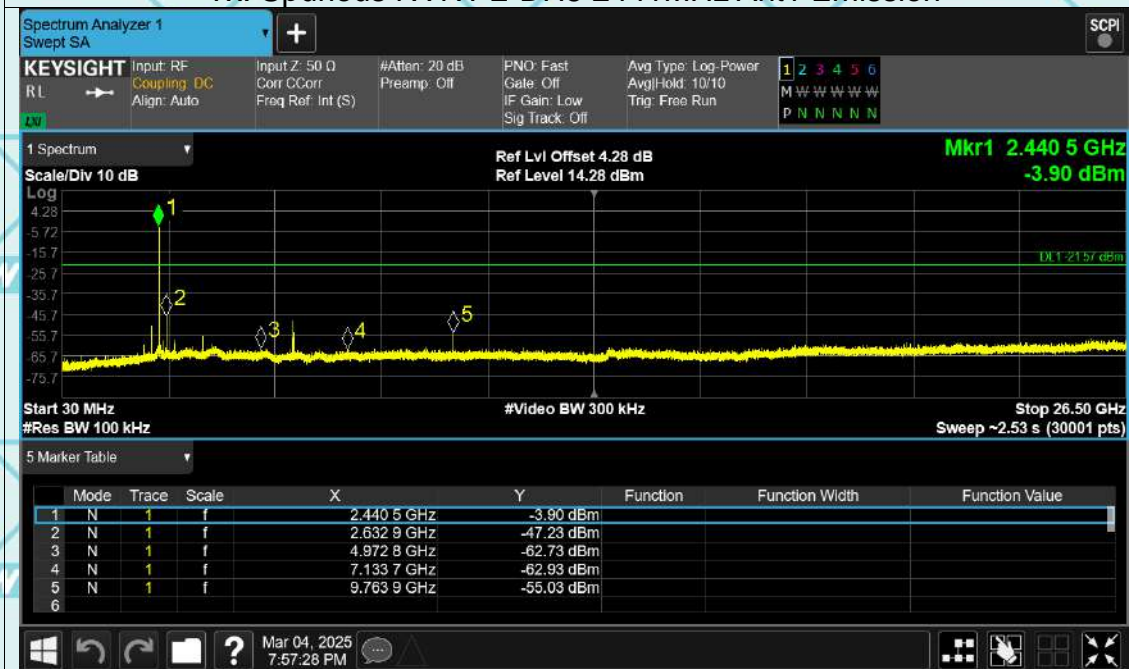 Spectrum Analyzer 1
Swept SA
+
SCPI
KEYSIGHT Input: RF Input Z: 50 Ω #Atten: 20 dB PNO: Fast Avg Type: Log-Power 1 2 3 4 5 6
RL Coupling: DC Corr CCorr Preamp: Off Gate: Off Avg|Hold: 10/10 M W W W W W
Align: Auto Freq Ref: Int (S) IF Gain: Low Trig: Free Run
LXI Sig Track: Off P N N N N N
1 Spectrum Ref Lvl Offset 4.28 dB Mkr1 2.440 5 GHz
Scale/Div 10 dB Ref Level 14.28 dBm -3.90 dBm
Log
4.28 1
-5.72
-15.7 DL1 -21.57 dBm
-25.7
-35.7 2
-45.7 5
-55.7 3 4
-65.7
-75.7
Start 30 MHz #Video BW 300 kHz Stop 26.50 GHz
#Res BW 100 kHz Sweep ~2.53 s (30001 pts)
5 Marker Table
Mode Trace Scale X Y Function Function Width Function Value
1 N 1 f 2.440 5 GHz -3.90 dBm
2 N 1 f 2.632 9 GHz -47.23 dBm
3 N 1 f 4.972 8 GHz -62.73 dBm
4 N 1 f 7.133 7 GHz -62.93 dBm
5 N 1 f 9.763 9 GHz -55.03 dBm
6
? Mar 04, 2025
7:57:28 PM